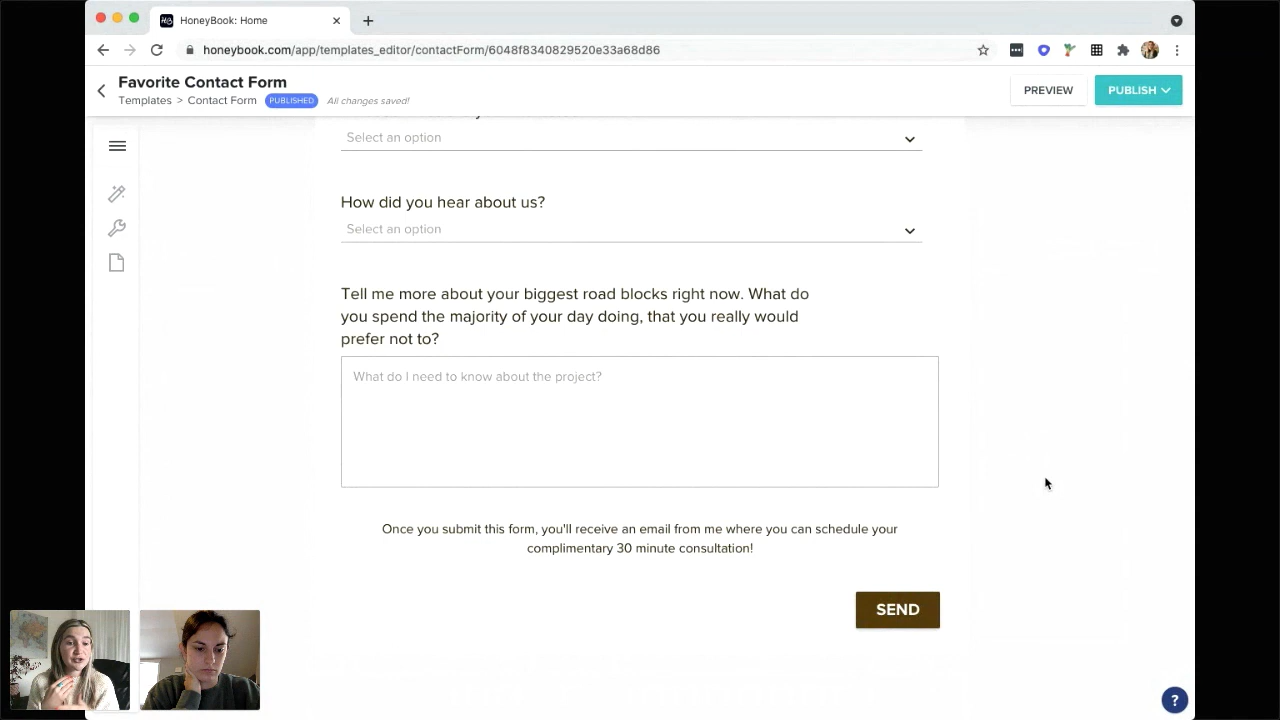 HoneyBook: Home
honeybook.com/app/templates_editor/contactForm/6048f8340829520e33a68d86
Favorite Contact Form
Templates > Contact Form PUBLISHED All changes saved!
PREVIEW
PUBLISH
Select an option
How did you hear about us?
Select an option
Tell me more about your biggest road blocks right now. What do
you spend the majority of your day doing, that you really would
prefer not to?
What do I need to know about the project?
Once you submit this form, you'll receive an email from me where you can schedule your
complimentary 30 minute consultation!
SEND
?